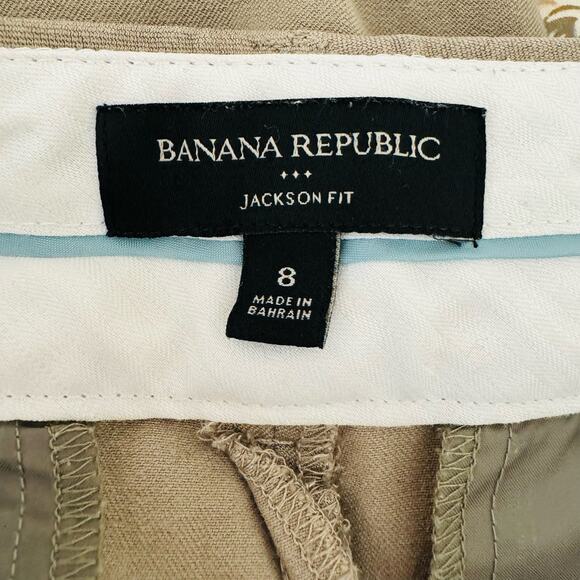 BANANA REPUBLIC
JACKSON FIT
8
MADE IN
BAHRAIN